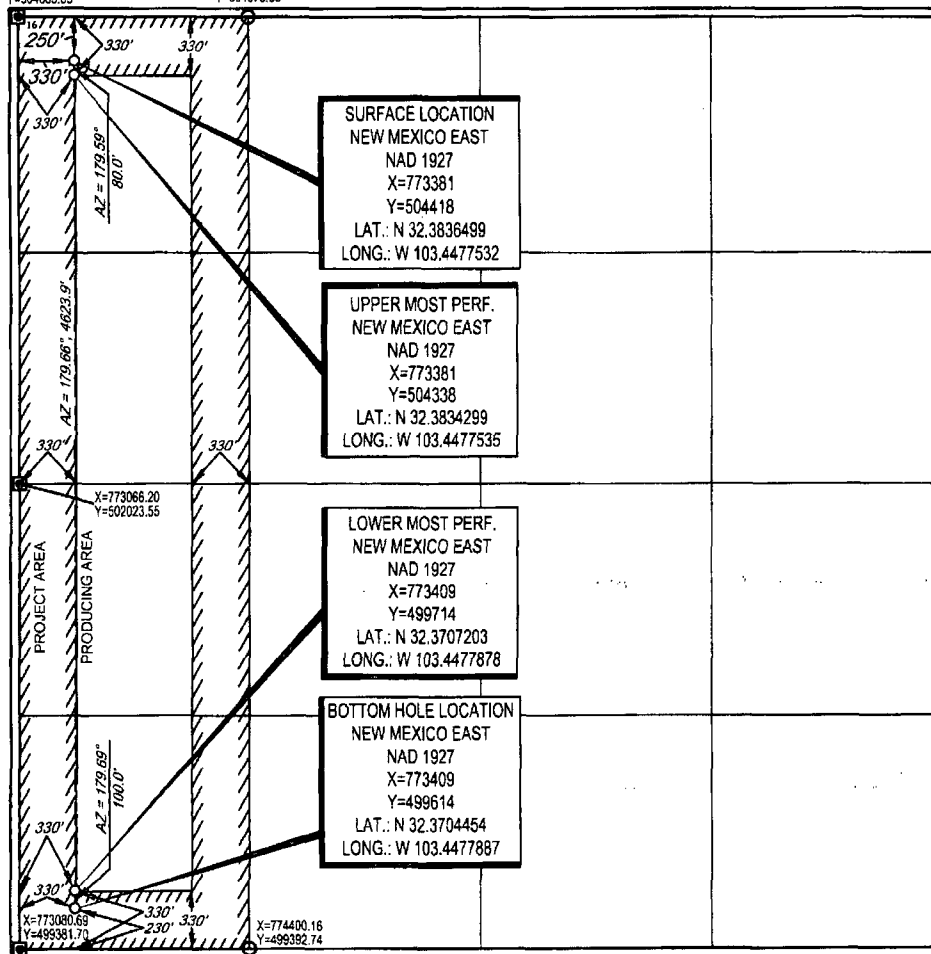 16
250'
330'
330'
330'
330'
AZ = 179.59°
80.0'
SURFACE LOCATION
NEW MEXICO EAST
NAD 1927
X=773381
Y=504418
LAT.: N 32.3836499
LONG.: W 103.4477532
UPPER MOST PERF.
NEW MEXICO EAST
NAD 1927
X=773381
Y=504338
LAT.: N 32.3834299
LONG.: W 103.4477535
AZ = 179.66°, 4623.9'
330'
330'
X=773066.20
Y=502023.55
PROJECT AREA
PRODUCING AREA
LOWER MOST PERF.
NEW MEXICO EAST
NAD 1927
X=773409
Y=499714
LAT.: N 32.3707203
LONG.: W 103.4477878
BOTTOM HOLE LOCATION
NEW MEXICO EAST
NAD 1927
X=773409
Y=499614
LAT.: N 32.3704454
LONG.: W 103.4477887
AZ = 179.69°
100.0'
330'
330'
330'
230'
330'
X=773080.69
Y=499381.70
X=774400.16
Y=499392.74